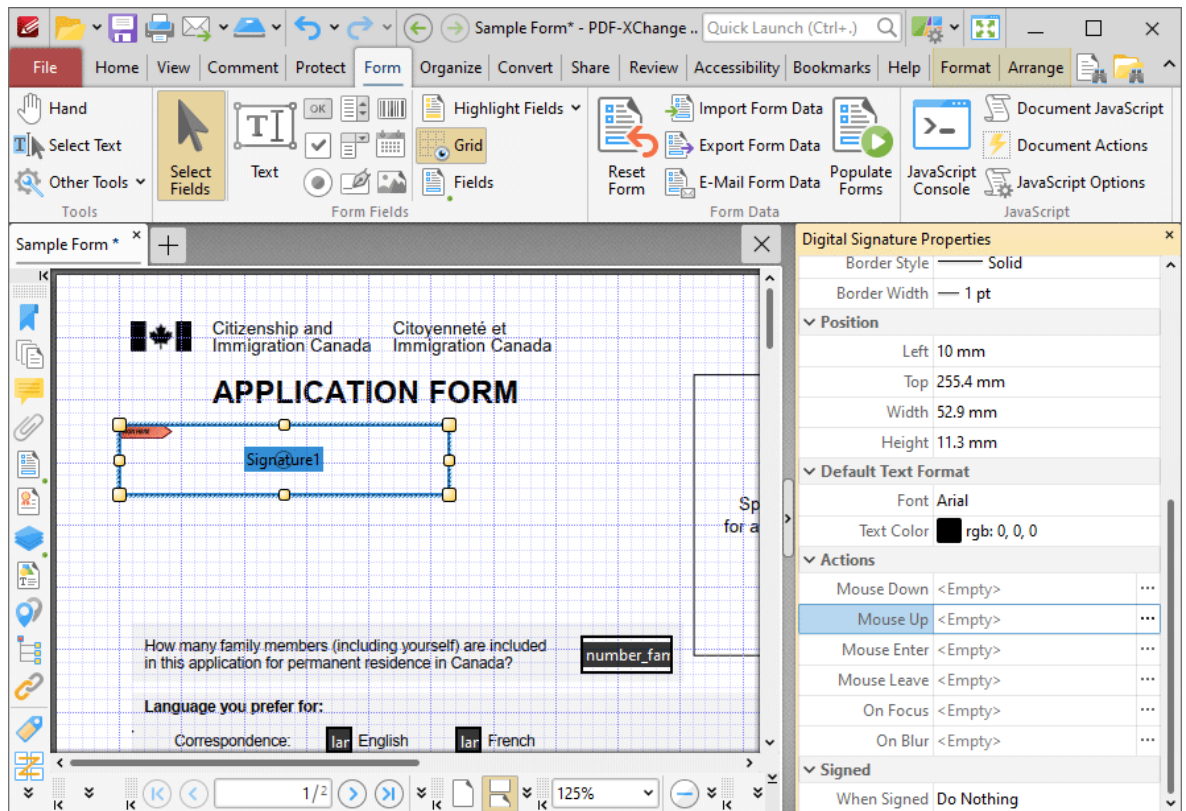 Sample Form* - PDF-XChange ..
Quick Launch (Ctrl+.)
File Home View Comment Protect Form Organize Convert Share Review Accessibility Bookmarks Help Format Arrange
Hand
Select Text
Other Tools
Tools
Select Fields
Text
OK
Highlight Fields
Grid
Fields
Form Fields
Reset Form
Import Form Data
Export Form Data
E-Mail Form Data
Populate Forms
Form Data
JavaScript Console
Document JavaScript
Document Actions
JavaScript Options
JavaScript
Sample Form *
Citizenship and
Immigration Canada
Citoyenneté et
Immigration Canada
APPLICATION FORM
Signature1
Sp
for a
How many family members (including yourself) are included
in this application for permanent residence in Canada?
number_fam
Language you prefer for:
Correspondence:
lar
English
lar
French
1/2
125%
Digital Signature Properties
Border Style Solid
Border Width 1 pt
Position
Left 10 mm
Top 255.4 mm
Width 52.9 mm
Height 11.3 mm
Default Text Format
Font Arial
Text Color rgb: 0, 0, 0
Actions
Mouse Down <Empty> ...
Mouse Up <Empty> ...
Mouse Enter <Empty> ...
Mouse Leave <Empty> ...
On Focus <Empty> ...
On Blur <Empty> ...
Signed
When Signed Do Nothing